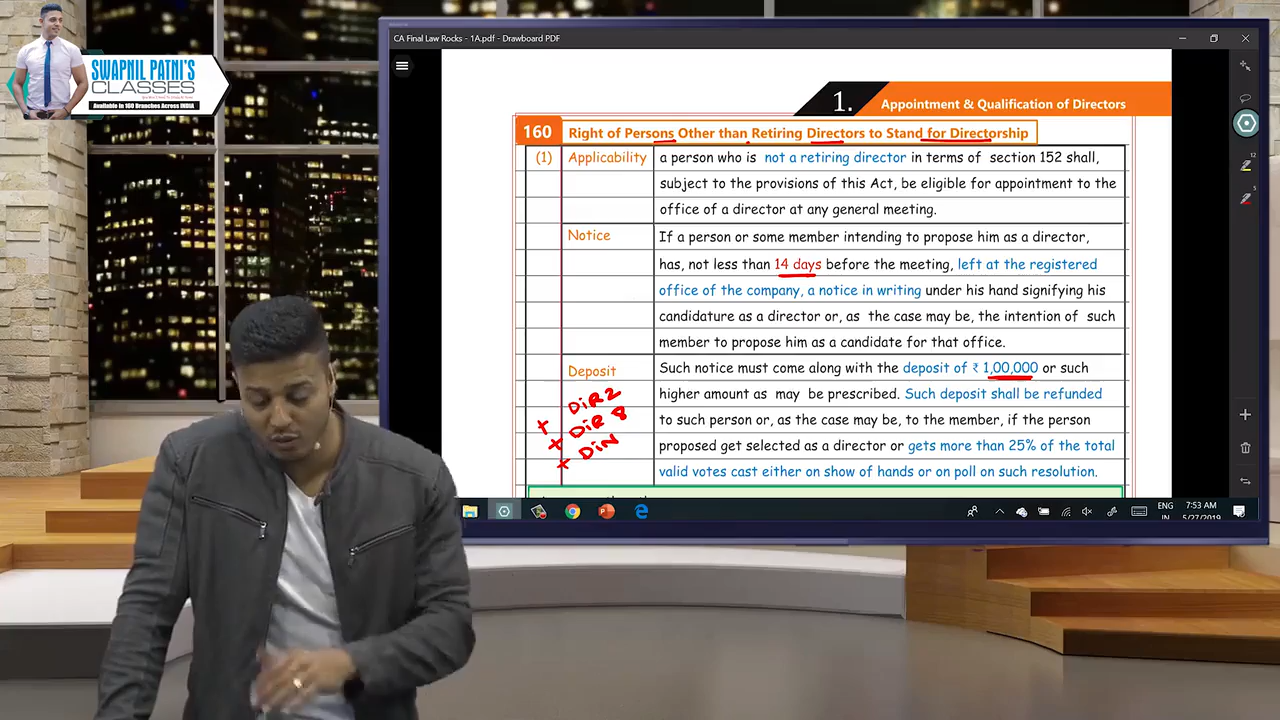 SWAPNIL PATNI'S
CLASSES
Available in 160 Branches Across INDIA
CA Final Law Rocks - 1A.pdf - Drawboard PDF
1. Appointment & Qualification of Directors
160 Right of Persons Other than Retiring Directors to Stand for Directorship
(1) Applicability a person who is not a retiring director in terms of section 152 shall,
subject to the provisions of this Act, be eligible for appointment to the
office of a director at any general meeting.
Notice If a person or some member intending to propose him as a director,
has, not less than 14 days before the meeting, left at the registered
office of the company, a notice in writing under his hand signifying his
candidature as a director or, as the case may be, the intention of such
member to propose him as a candidate for that office.
Deposit Such notice must come along with the deposit of ₹ 1,00,000 or such
higher amount as may be prescribed. Such deposit shall be refunded
to such person or, as the case may be, to the member, if the person
proposed get selected as a director or gets more than 25% of the total
valid votes cast either on show of hands or on poll on such resolution.
+ DiR 2
+ DiR 8
+ DiN
ENG
IN
7:53 AM
5/27/2019